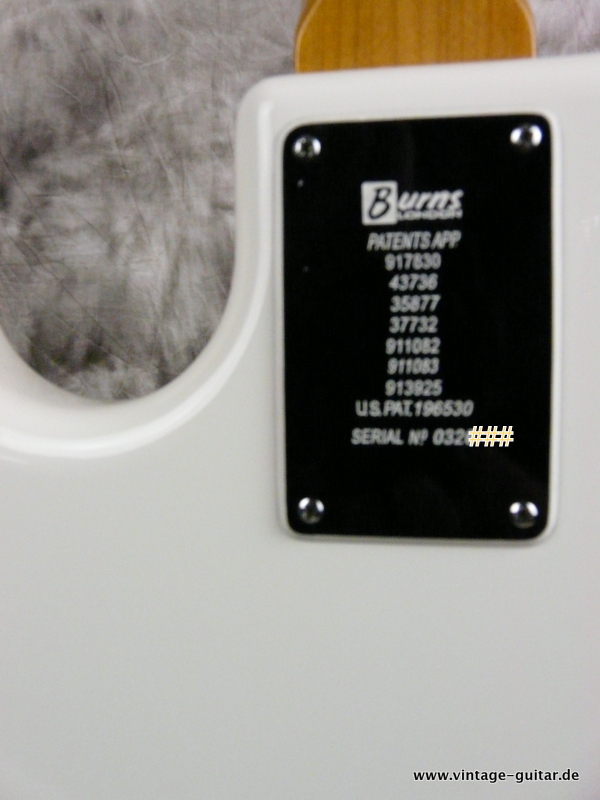 Burns
LONDON
PATENTS APP.
917830
43736
35877
37732
911082
911083
913925
U.S.PAT.196530
SERIAL Nº 032###
www.vintage-guitar.de